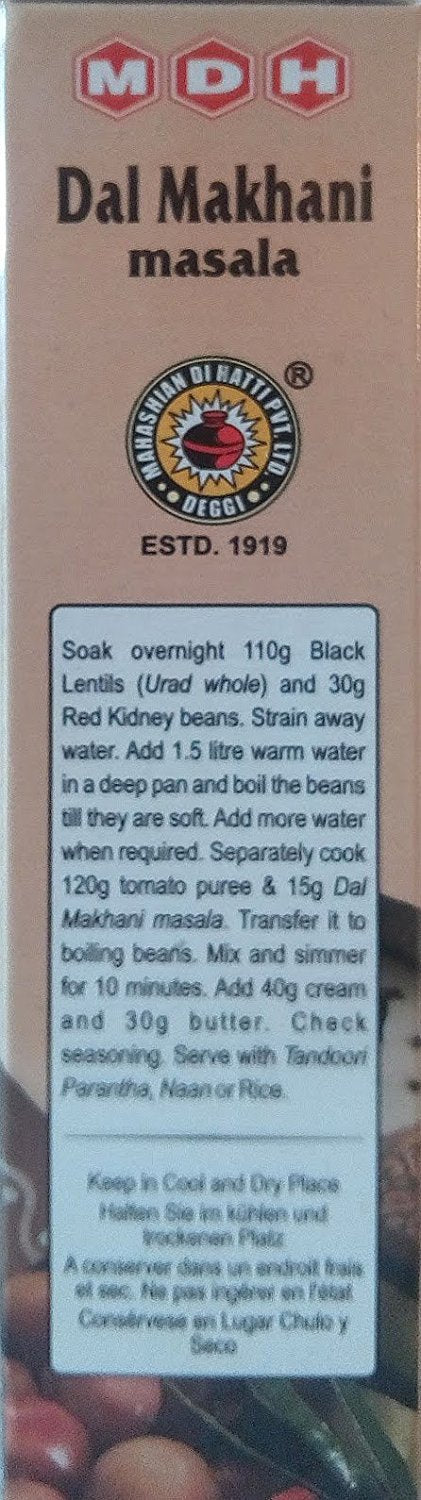 MDH
Dal Makhani
masala
MAHASHIAN DI HATTI PVT. LTD.
®
DEGGI
ESTD. 1919
Soak overnight 110g Black
Lentils (Urad whole) and 30g
Red Kidney beans. Strain away
water. Add 1.5 litre warm water
in a deep pan and boil the beans
till they are soft. Add more water
when required. Separately cook
120g tomato puree & 15g Dal
Makhani masala. Transfer it to
boiling beans. Mix and simmer
for 10 minutes. Add 40g cream
and 30g butter. Check
seasoning. Serve with Tandoori
Parantha, Naan or Rice.
Keep in Cool and Dry Place
Halten Sie im kühlen und
trockenen Platz
A conserver dans un endroit frais
et sec. Ne pas ingérer en l'état
Consérvese en Lugar Chulo y
Seco